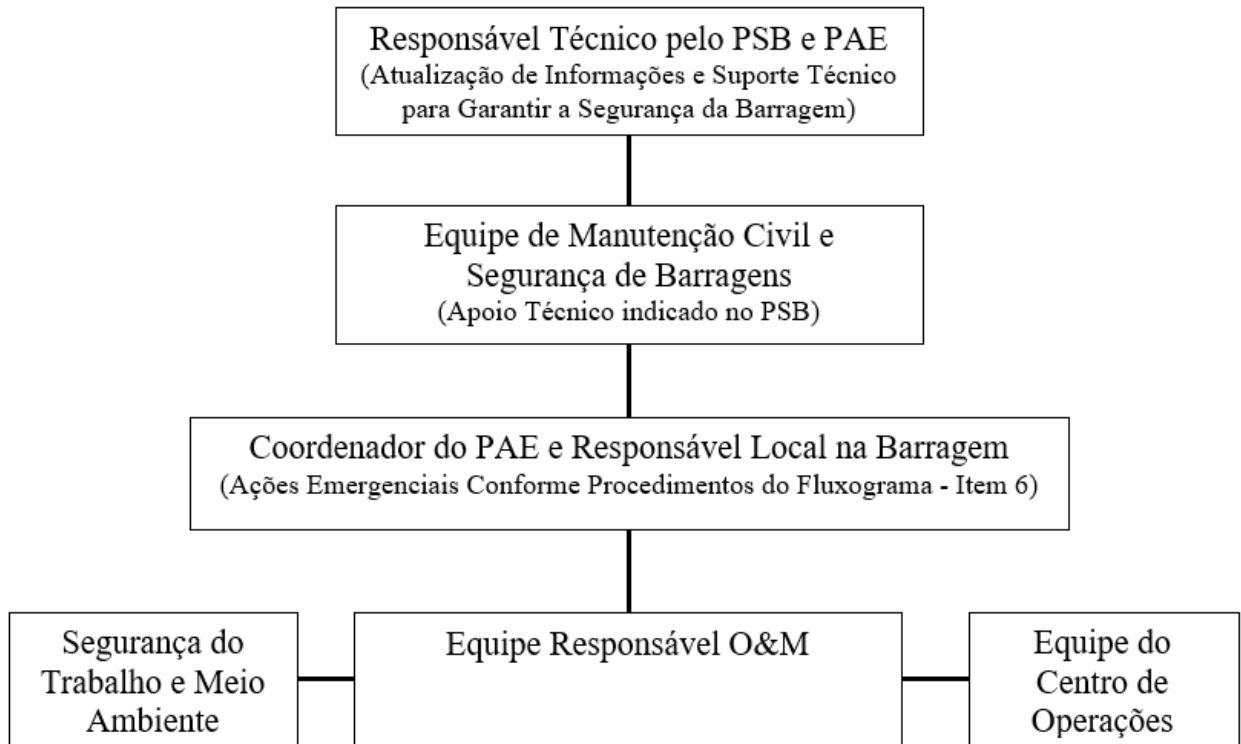 Responsável Técnico pelo PSB e PAE
(Atualização de Informações e Suporte Técnico
para Garantir a Segurança da Barragem)
Equipe de Manutenção Civil e
Segurança de Barragens
(Apoio Técnico indicado no PSB)
Coordenador do PAE e Responsável Local na Barragem
(Ações Emergenciais Conforme Procedimentos do Fluxograma - Item 6)
Segurança do
Trabalho e Meio
Ambiente
Equipe Responsável O&M
Equipe do
Centro de
Operações